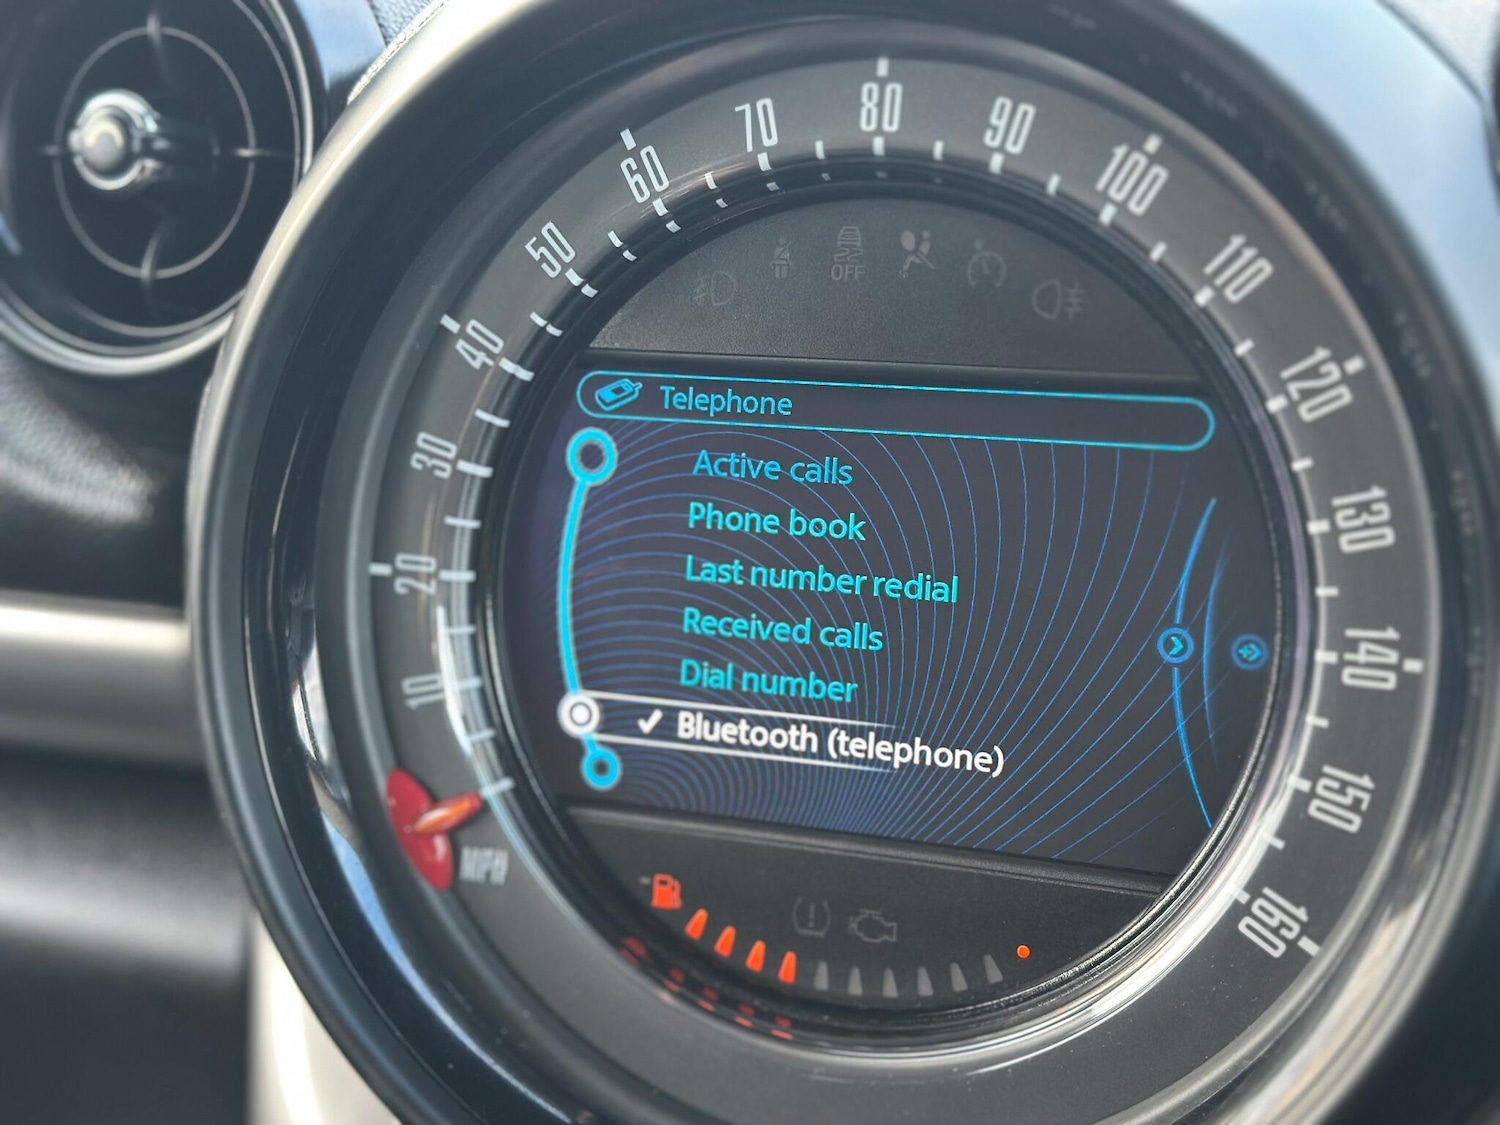 80
70
90
60
100
50
110
OFF
40
120
Telephone
30
Active calls
Phone book
130
20
Last number redial
Received calls
140
10
Dial number
Bluetooth (telephone)
150
MPH
160